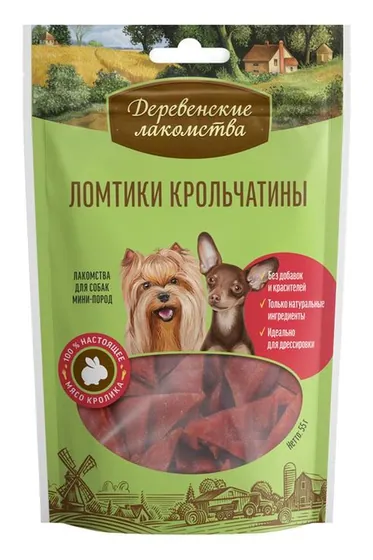 Деревенские
лакомства
ЛОМТИКИ КРОЛЬЧАТИНЫ
ЛАКОМСТВА
ДЛЯ СОБАК
МИНИ-ПОРОД
Без добавок
и красителей
Только натуральные
ингредиенты
Идеально
для дрессировки
100 % НАСТОЯЩЕЕ
МЯСО КРОЛИКА
Нетто: 55 г